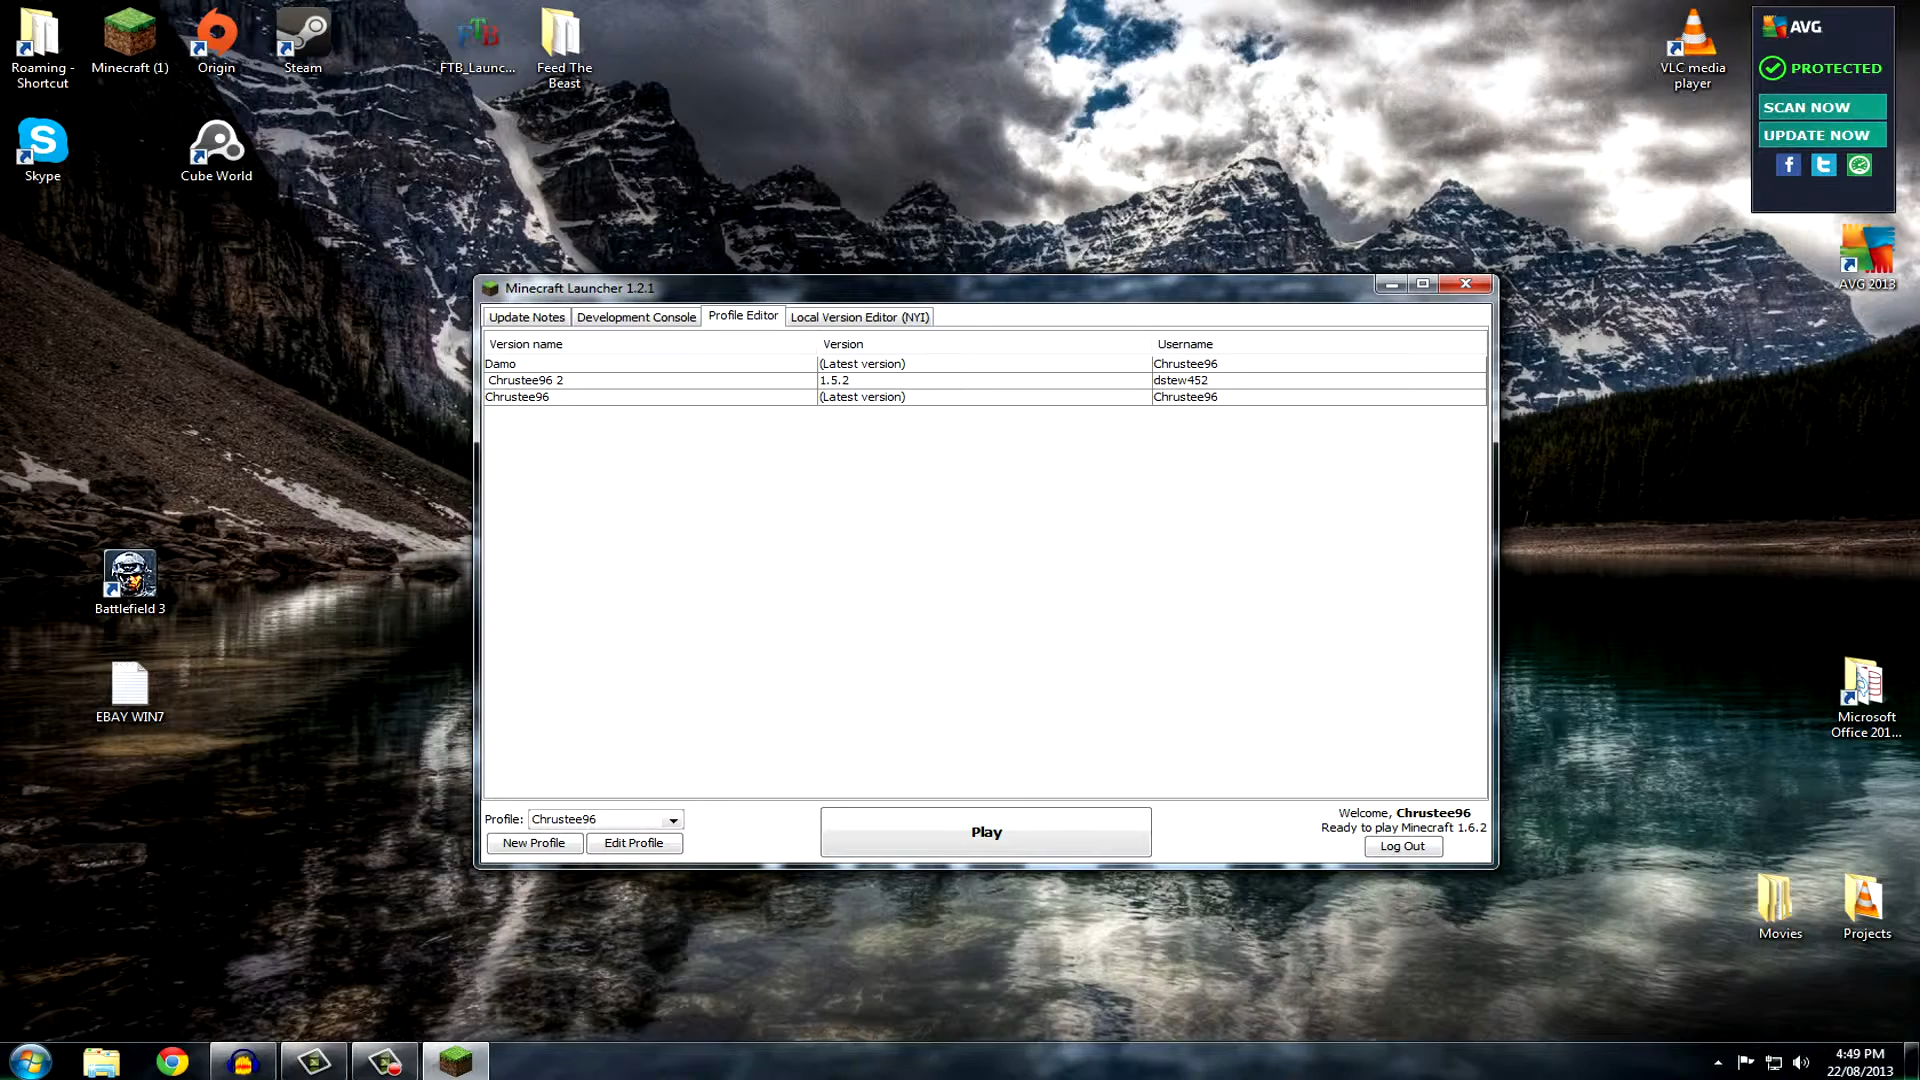 Roaming -
Shortcut
Minecraft (1)
Origin
Steam
FTB
FTB_Launc...
Feed The
Beast
VLC media
player
AVG
PROTECTED
SCAN NOW
UPDATE NOW
Skype
Cube World
AVG 2013
Battlefield 3
EBAY WIN7
Microsoft
Office 201...
Movies
Projects
Minecraft Launcher 1.2.1
Update Notes
Development Console
Profile Editor
Local Version Editor (NYI)
Version name Version Username
Damo (Latest version) Chrustee96
Chrustee96 2 1.5.2 dstew452
Chrustee96 (Latest version) Chrustee96
Profile: Chrustee96
New Profile
Edit Profile
Play
Welcome, Chrustee96
Ready to play Minecraft 1.6.2
Log Out
4:49 PM
22/08/2013